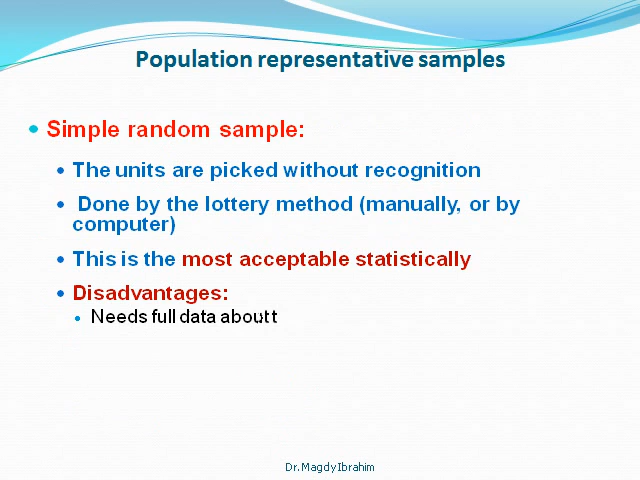 Population representative samples
Simple random sample:
The units are picked without recognition
Done by the lottery method (manually, or by
computer)
This is the most acceptable statistically
Disadvantages:
Needs full data about
Dr. Magdy Ibrahim